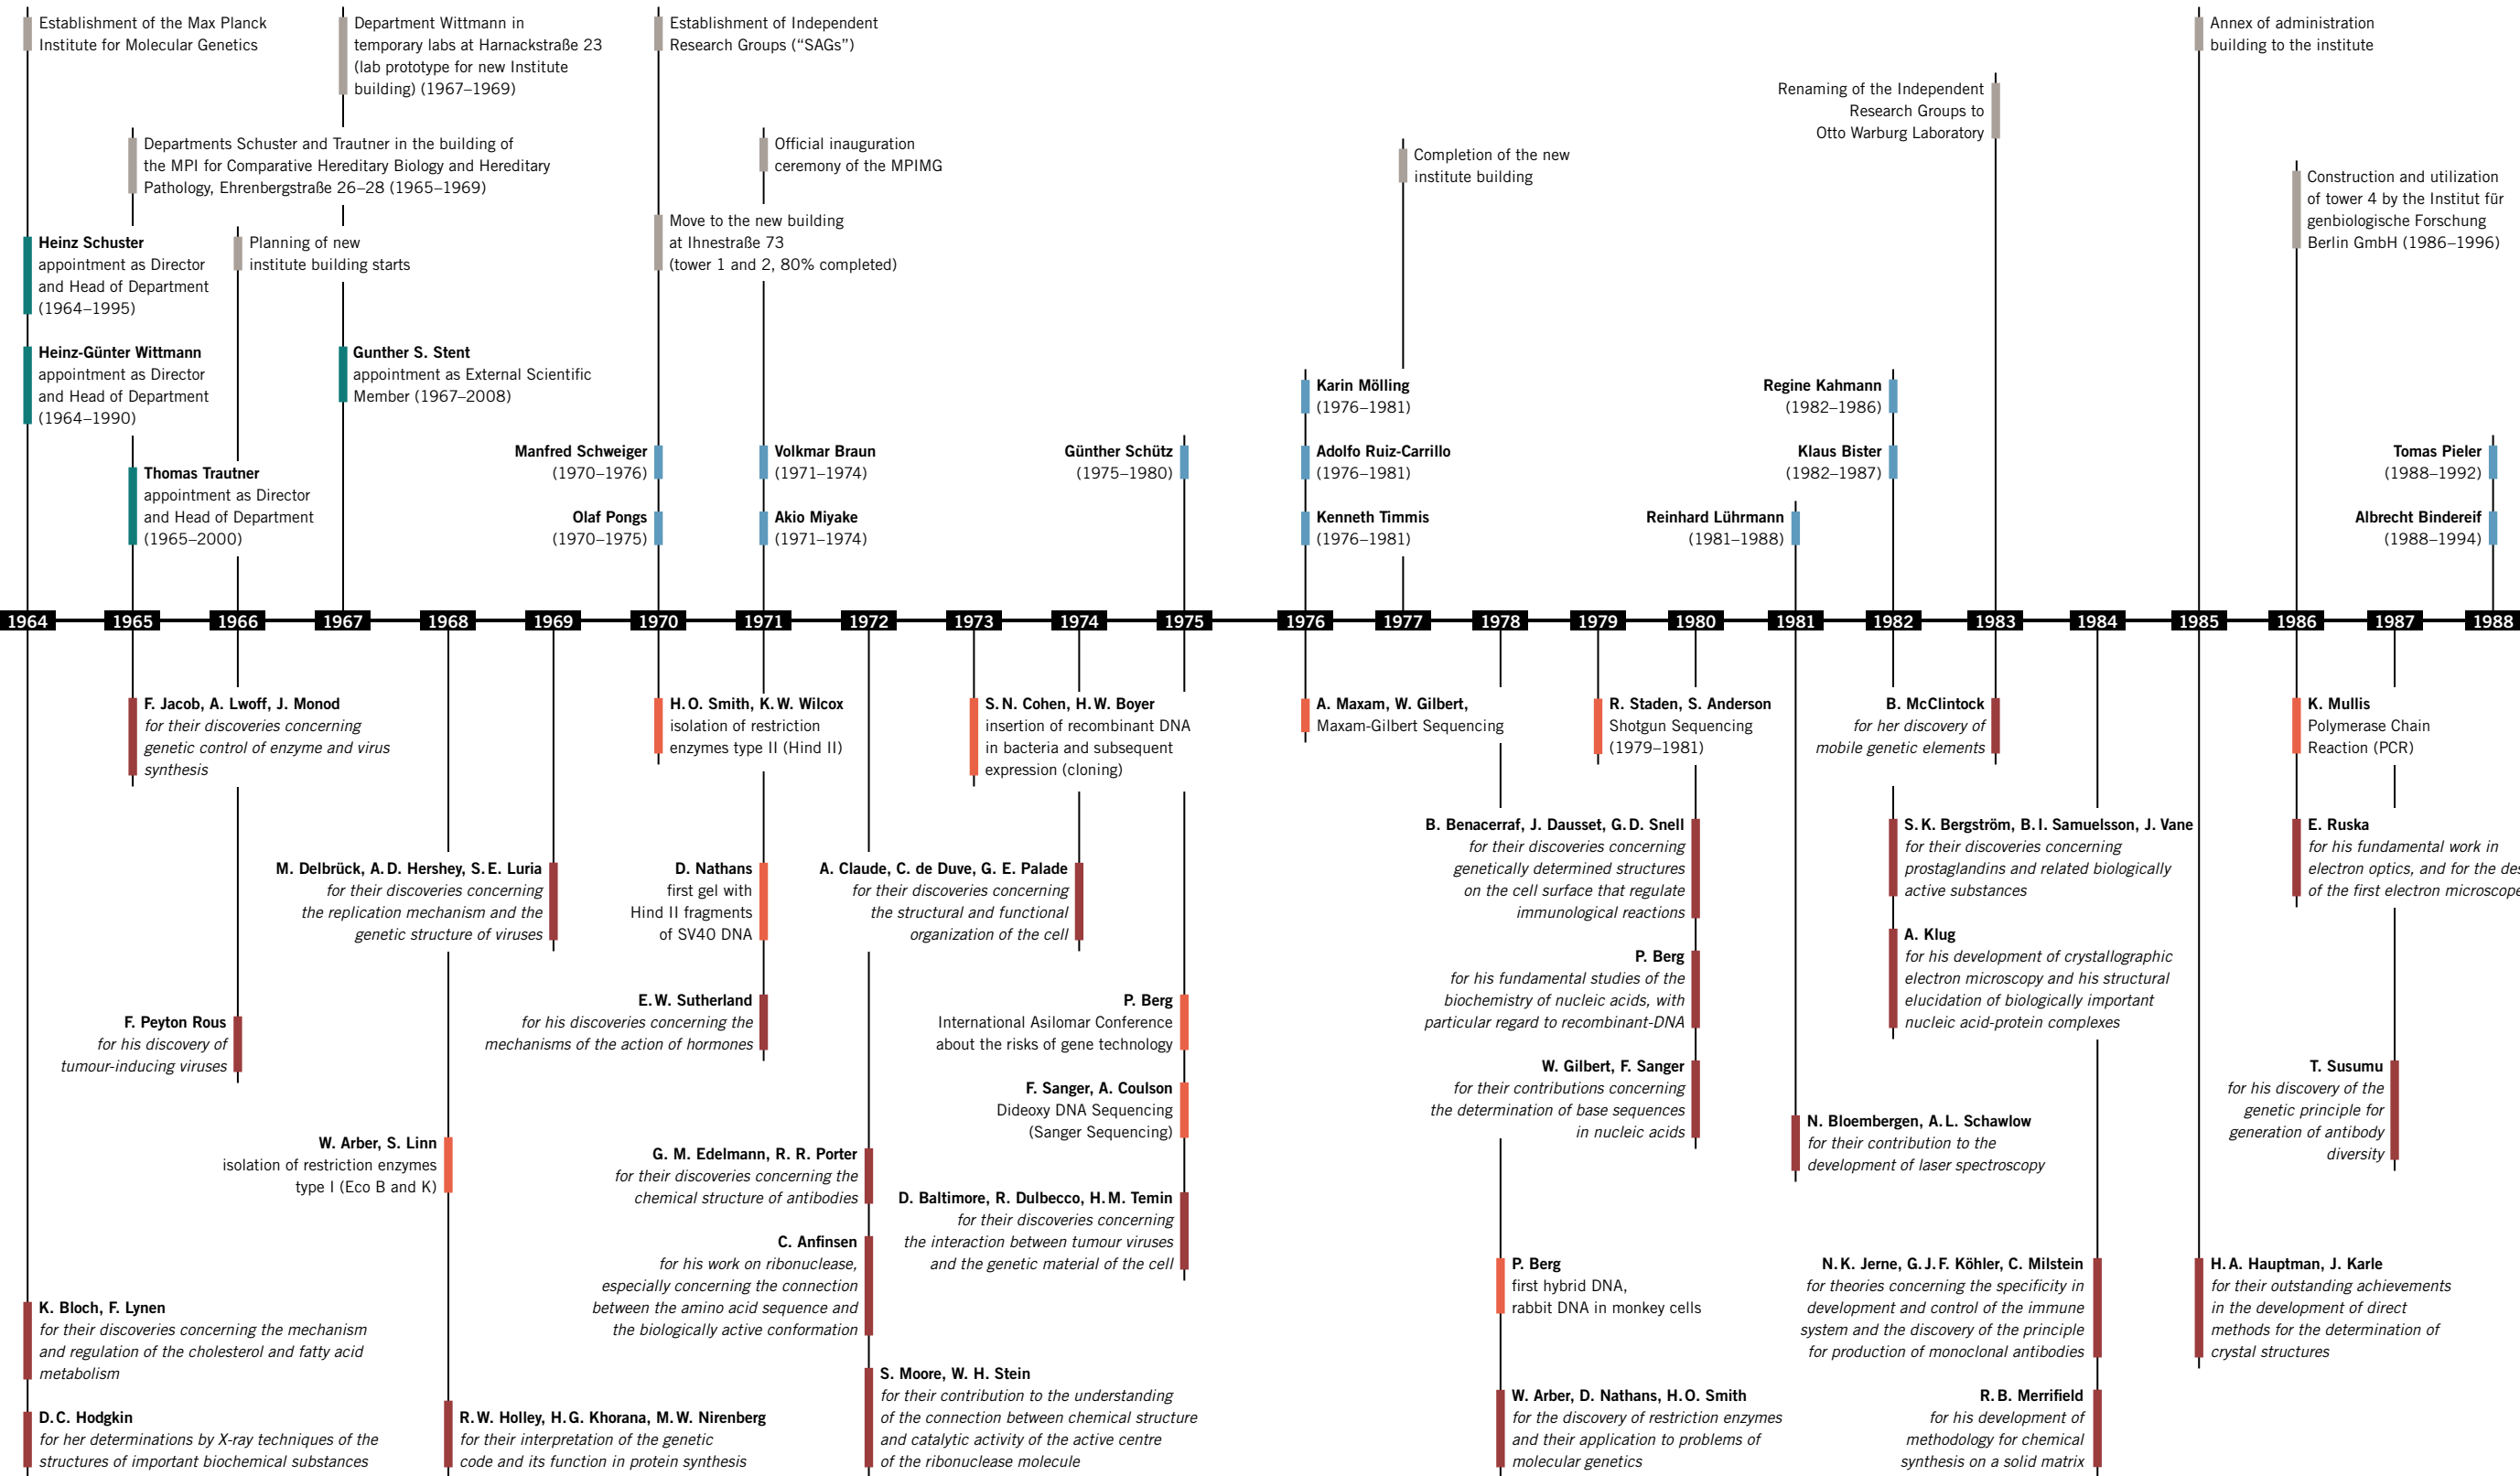 Establishment of the Max Planck
Institute for Molecular Genetics
Department Wittmann in
temporary labs at Harnackstraße 23
(lab prototype for new Institute
building) (1967–1969)
Establishment of Independent
Research Groups (“SAGs”)
Annex of administration
building to the institute
Renaming of the Independent
Research Groups to
Otto Warburg Laboratory
Departments Schuster and Trautner in the building of
the MPI for Comparative Hereditary Biology and Hereditary
Pathology, Ehrenbergstraße 26–28 (1965–1969)
Official inauguration
ceremony of the MPIMG
Completion of the new
institute building
Construction and utilization
of tower 4 by the Institut für
genbiologische Forschung
Berlin GmbH (1986–1996)
Move to the new building
at Ihnestraße 73
(tower 1 and 2, 80% completed)
Heinz Schuster
appointment as Director
and Head of Department
(1964–1995)
Planning of new
institute building starts
Heinz-Günter Wittmann
appointment as Director
and Head of Department
(1964–1990)
Gunther S. Stent
appointment as External Scientific
Member (1967–2008)
Karin Mölling
(1976–1981)
Regine Kahmann
(1982–1986)
Thomas Trautner
appointment as Director
and Head of Department
(1965–2000)
Manfred Schweiger
(1970–1976)
Volkmar Braun
(1971–1974)
Günther Schütz
(1975–1980)
Adolfo Ruiz-Carrillo
(1976–1981)
Klaus Bister
(1982–1987)
Tomas Pieler
(1988–1992)
Olaf Pongs
(1970–1975)
Akio Miyake
(1971–1974)
Kenneth Timmis
(1976–1981)
Reinhard Lührmann
(1981–1988)
Albrecht Bindereif
(1988–1994)
1964 1965 1966 1967 1968 1969 1970 1971 1972 1973 1974 1975 1976 1977 1978 1979 1980 1981 1982 1983 1984 1985 1986 1987 1988
F. Jacob, A. Lwoff, J. Monod
for their discoveries concerning
genetic control of enzyme and virus
synthesis
H.O. Smith, K.W. Wilcox
isolation of restriction
enzymes type II (Hind II)
S.N. Cohen, H.W. Boyer
insertion of recombinant DNA
in bacteria and subsequent
expression (cloning)
A. Maxam, W. Gilbert,
Maxam-Gilbert Sequencing
R. Staden, S. Anderson
Shotgun Sequencing
(1979–1981)
B. McClintock
for her discovery of
mobile genetic elements
K. Mullis
Polymerase Chain
Reaction (PCR)
B. Benacerraf, J. Dausset, G.D. Snell
for their discoveries concerning
genetically determined structures
on the cell surface that regulate
immunological reactions
S.K. Bergström, B.I. Samuelsson, J. Vane
for their discoveries concerning
prostaglandins and related biologically
active substances
E. Ruska
for his fundamental work in
electron optics, and for the
of the first electron microscope
M. Delbrück, A.D. Hershey, S.E. Luria
for their discoveries concerning
the replication mechanism and the
genetic structure of viruses
D. Nathans
first gel with
Hind II fragments
of SV40 DNA
A. Claude, C. de Duve, G. E. Palade
for their discoveries concerning
the structural and functional
organization of the cell
A. Klug
for his development of crystallographic
electron microscopy and his structural
elucidation of biologically important
nucleic acid-protein complexes
P. Berg
for his fundamental studies of the
biochemistry of nucleic acids, with
particular regard to recombinant-DNA
E.W. Sutherland
for his discoveries concerning the
mechanisms of the action of hormones
P. Berg
International Asilomar Conference
about the risks of gene technology
F. Peyton Rous
for his discovery of
tumour-inducing viruses
W. Gilbert, F. Sanger
for their contributions concerning
the determination of base sequences
in nucleic acids
T. Susumu
for his discovery of the
genetic principle for
generation of antibody
diversity
F. Sanger, A. Coulson
Dideoxy DNA Sequencing
(Sanger Sequencing)
N. Bloembergen, A.L. Schawlow
for their contribution to the
development of laser spectroscopy
W. Arber, S. Linn
isolation of restriction enzymes
type I (Eco B and K)
G. M. Edelmann, R. R. Porter
for their discoveries concerning the
chemical structure of antibodies
D. Baltimore, R. Dulbecco, H.M. Temin
for their discoveries concerning
the interaction between tumour viruses
and the genetic material of the cell
C. Anfinsen
for his work on ribonuclease,
especially concerning the connection
between the amino acid sequence and
the biologically active conformation
P. Berg
first hybrid DNA,
rabbit DNA in monkey cells
N.K. Jerne, G.J.F. Köhler, C. Milstein
for theories concerning the specificity in
development and control of the immune
system and the discovery of the principle
for production of monoclonal antibodies
H.A. Hauptman, J. Karle
for their outstanding achievements
in the development of direct
methods for the determination of
crystal structures
K. Bloch, F. Lynen
for their discoveries concerning the mechanism
and regulation of the cholesterol and fatty acid
metabolism
S. Moore, W. H. Stein
for their contribution to the understanding
of the connection between chemical structure
and catalytic activity of the active centre
of the ribonuclease molecule
W. Arber, D. Nathans, H.O. Smith
for the discovery of restriction enzymes
and their application to problems of
molecular genetics
R.B. Merrifield
for his development of
methodology for chemical
synthesis on a solid matrix
D.C. Hodgkin
for her determinations by X-ray techniques of the
structures of important biochemical substances
R.W. Holley, H.G. Khorana, M.W. Nirenberg
for their interpretation of the genetic
code and its function in protein synthesis